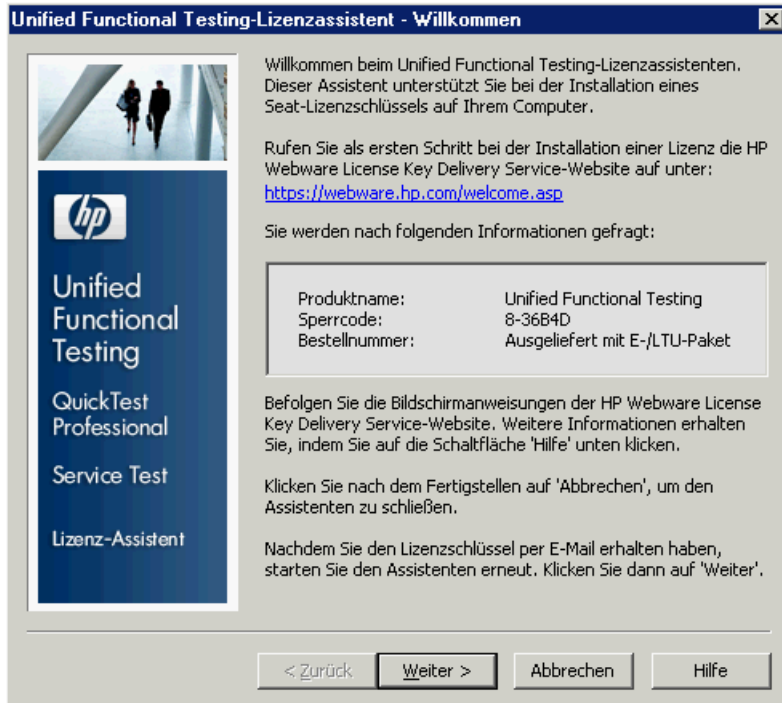 Unified Functional Testing-Lizenzassistent - Willkommen
hp
Unified
Functional
Testing
QuickTest
Professional
Service Test
Lizenz-Assistent
Willkommen beim Unified Functional Testing-Lizenzassistenten.
Dieser Assistent unterstützt Sie bei der Installation eines
Seat-Lizenzschlüssels auf Ihrem Computer.
Rufen Sie als ersten Schritt bei der Installation einer Lizenz die HP
Webware License Key Delivery Service-Website auf unter:
https://webware.hp.com/welcome.asp
Sie werden nach folgenden Informationen gefragt:
Produktname: Unified Functional Testing
Sperrcode: 8-36B4D
Bestellnummer: Ausgeliefert mit E-/LTU-Paket
Befolgen Sie die Bildschirmanweisungen der HP Webware License
Key Delivery Service-Website. Weitere Informationen erhalten
Sie, indem Sie auf die Schaltfläche 'Hilfe' unten klicken.
Klicken Sie nach dem Fertigstellen auf 'Abbrechen', um den
Assistenten zu schließen.
Nachdem Sie den Lizenzschlüssel per E-Mail erhalten haben,
starten Sie den Assistenten erneut. Klicken Sie dann auf 'Weiter'.
< Zurück Weiter > Abbrechen Hilfe